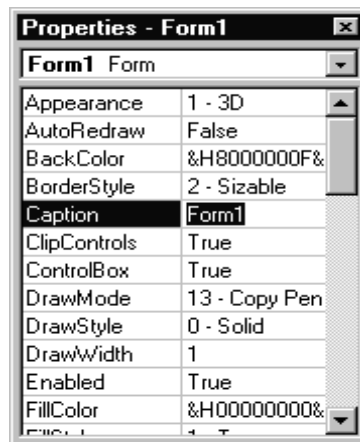 Properties - Form1
Form1 Form
Appearance 1 - 3D
AutoRedraw False
BackColor &H8000000F&
BorderStyle 2 - Sizable
Caption Form1
ClipControls True
ControlBox True
DrawMode 13 - Copy Pen
DrawStyle 0 - Solid
DrawWidth 1
Enabled True
FillColor &H00000000&